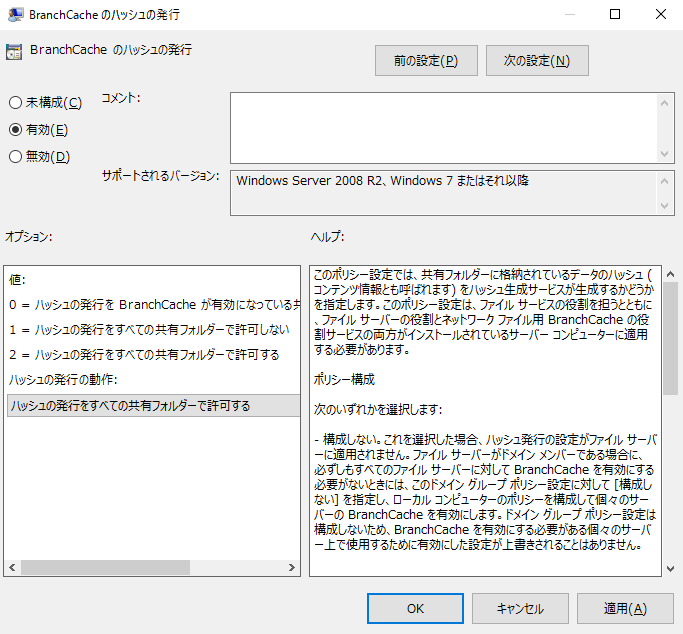 BranchCache のハッシュの発行
BranchCache のハッシュの発行
前の設定(P)
次の設定(N)
未構成(C)
有効(E)
無効(D)
コメント:
サポートされるバージョン:
Windows Server 2008 R2、Windows 7 またはそれ以降
オプション:
ヘルプ:
値:
0 = ハッシュの発行を BranchCache が有効になっている共
1 = ハッシュの発行をすべての共有フォルダーで許可しない
2 = ハッシュの発行をすべての共有フォルダーで許可する
ハッシュの発行の動作:
ハッシュの発行をすべての共有フォルダーで許可する
このポリシー設定では、共有フォルダーに格納されているデータのハッシュ (
コンテンツ情報とも呼ばれます) をハッシュ生成サービスが生成するかどうか
を指定します。このポリシー設定は、ファイル サービスの役割を担うとともに
、ファイル サーバーの役割とネットワーク ファイル用 BranchCache の役
割サービスの両方がインストールされているサーバー コンピューターに適用
する必要があります。
ポリシー構成
次のいずれかを選択します:
- 構成しない。これを選択した場合、ハッシュ発行の設定がファイル サーバ
ーに適用されません。ファイル サーバーがドメイン メンバーである場合に、
必ずしもすべてのファイル サーバーに対して BranchCache を有効にする
必要がないときには、このドメイン グループ ポリシー設定に対して [構成し
ない] を指定し、ローカル コンピューターのポリシーを構成して個々のサー
バーの BranchCache を有効にします。ドメイン グループ ポリシー設定は
構成しないため、BranchCache を有効にする必要がある個々のサーバ
ー上で使用するために有効にした設定が上書きされることはありません。
OK
キャンセル
適用(A)